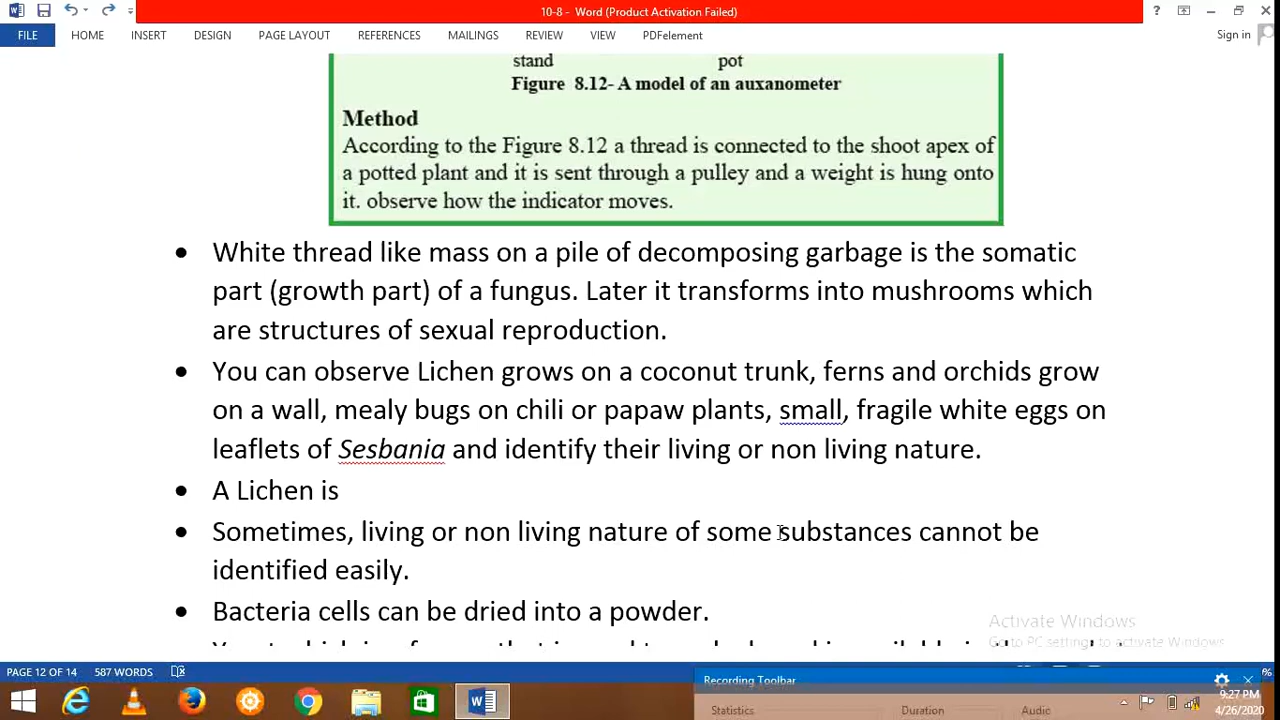 10-8 - Word (Product Activation Failed)
FILE HOME INSERT DESIGN PAGE LAYOUT REFERENCES MAILINGS REVIEW VIEW PDFelement Sign in
stand pot
Figure 8.12- A model of an auxanometer
Method
According to the Figure 8.12 a thread is connected to the shoot apex of
a potted plant and it is sent through a pulley and a weight is hung onto
it. observe how the indicator moves.
• White thread like mass on a pile of decomposing garbage is the somatic
part (growth part) of a fungus. Later it transforms into mushrooms which
are structures of sexual reproduction.
• You can observe Lichen grows on a coconut trunk, ferns and orchids grow
on a wall, mealy bugs on chili or papaw plants, small, fragile white eggs on
leaflets of Sesbania and identify their living or non living nature.
• A Lichen is
• Sometimes, living or non living nature of some substances cannot be
identified easily.
• Bacteria cells can be dried into a powder.
Activate Windows
Go to PC settings to activate Windows
PAGE 12 OF 14 587 WORDS
Recording Toolbar
Statistics Duration Audio
9:27 PM
4/26/2020